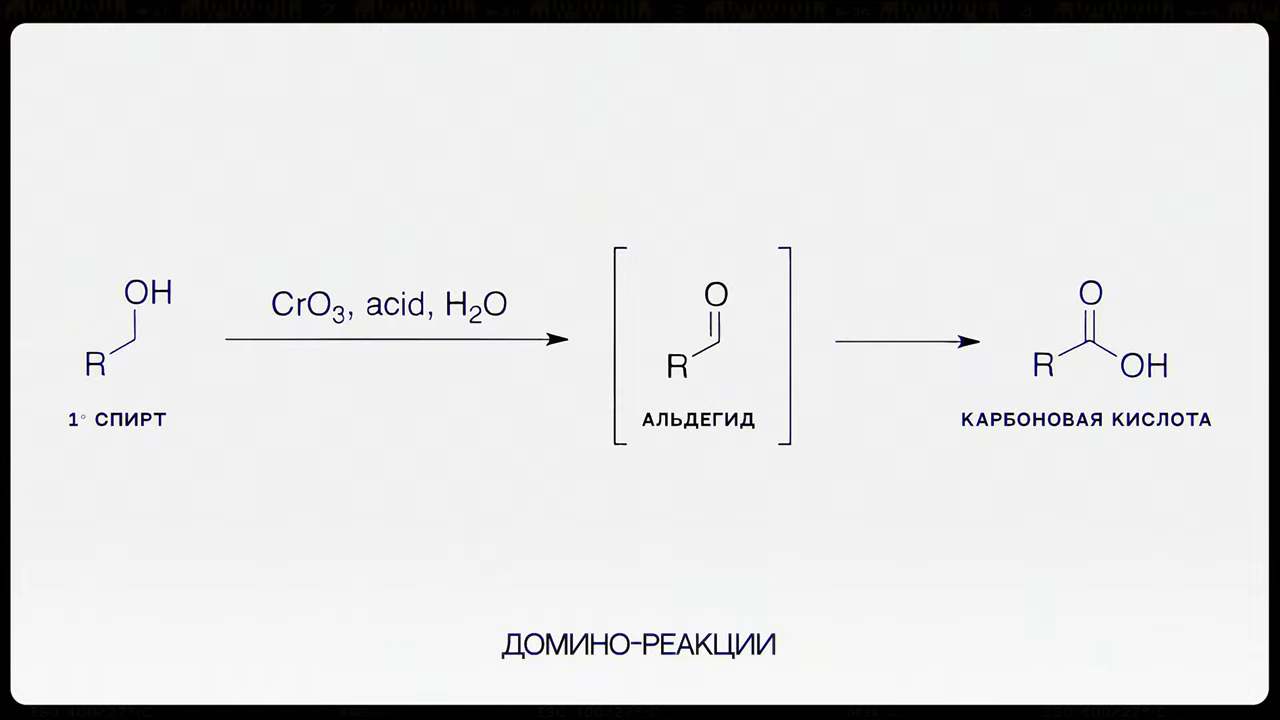 OH
R
1° СПИРТ
CrO₃, acid, H₂O
O
R
АЛЬДЕГИД
O
R
OH
КАРБОНОВАЯ КИСЛОТА
ДОМИНО-РЕАКЦИИ